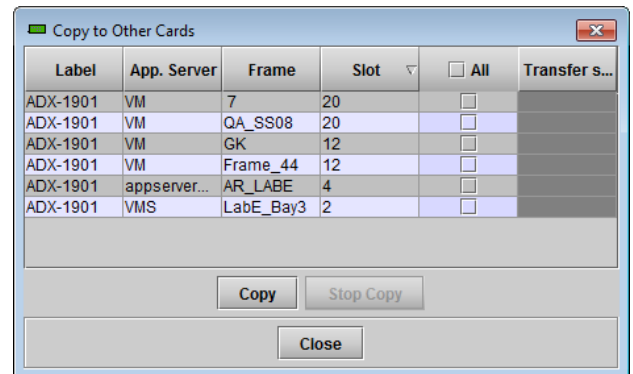 Copy to Other Cards
Label App. Server Frame Slot All Transfer s...
ADX-1901 VM 7 20
ADX-1901 VM QA_SS08 20
ADX-1901 VM GK 12
ADX-1901 VM Frame_44 12
ADX-1901 appserver... AR_LABE 4
ADX-1901 VMS LabE_Bay3 2
Copy Stop Copy
Close